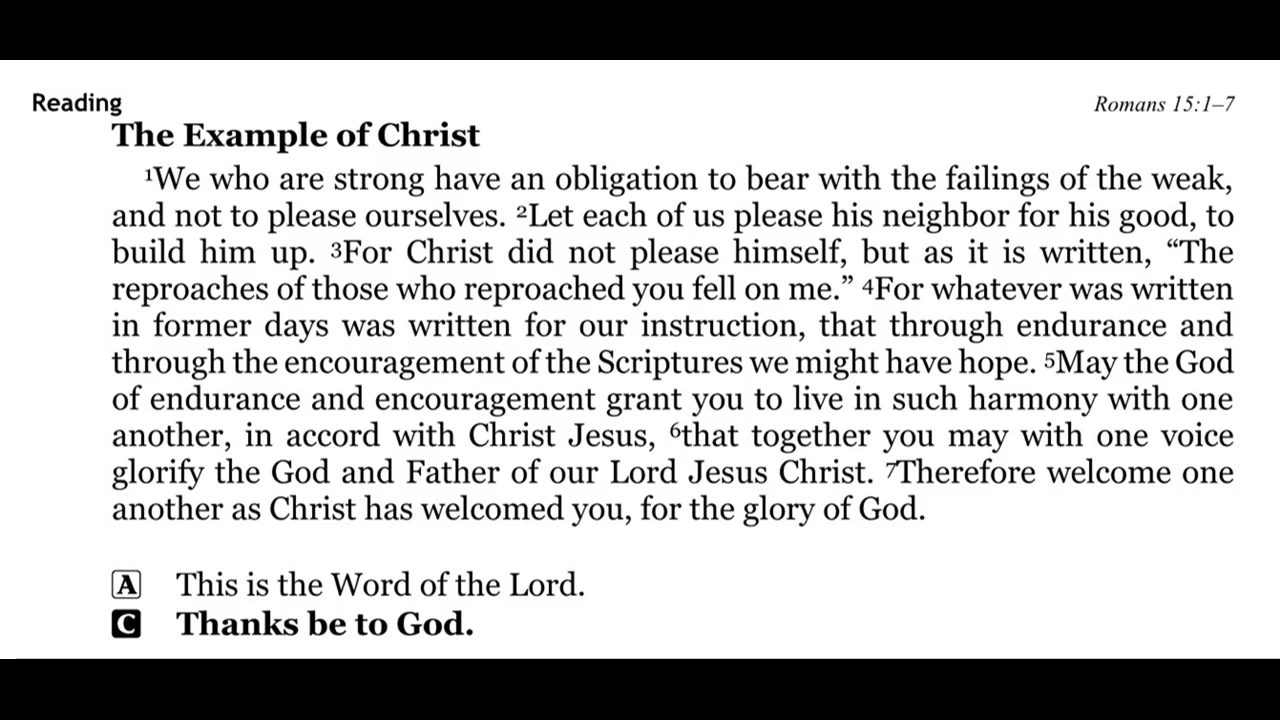 Reading
Romans 15:1–7
The Example of Christ
¹We who are strong have an obligation to bear with the failings of the weak,
and not to please ourselves. ²Let each of us please his neighbor for his good, to
build him up. ³For Christ did not please himself, but as it is written, “The
reproaches of those who reproached you fell on me.” ⁴For whatever was written
in former days was written for our instruction, that through endurance and
through the encouragement of the Scriptures we might have hope. ⁵May the God
of endurance and encouragement grant you to live in such harmony with one
another, in accord with Christ Jesus, ⁶that together you may with one voice
glorify the God and Father of our Lord Jesus Christ. ⁷Therefore welcome one
another as Christ has welcomed you, for the glory of God.
A This is the Word of the Lord.
C Thanks be to God.